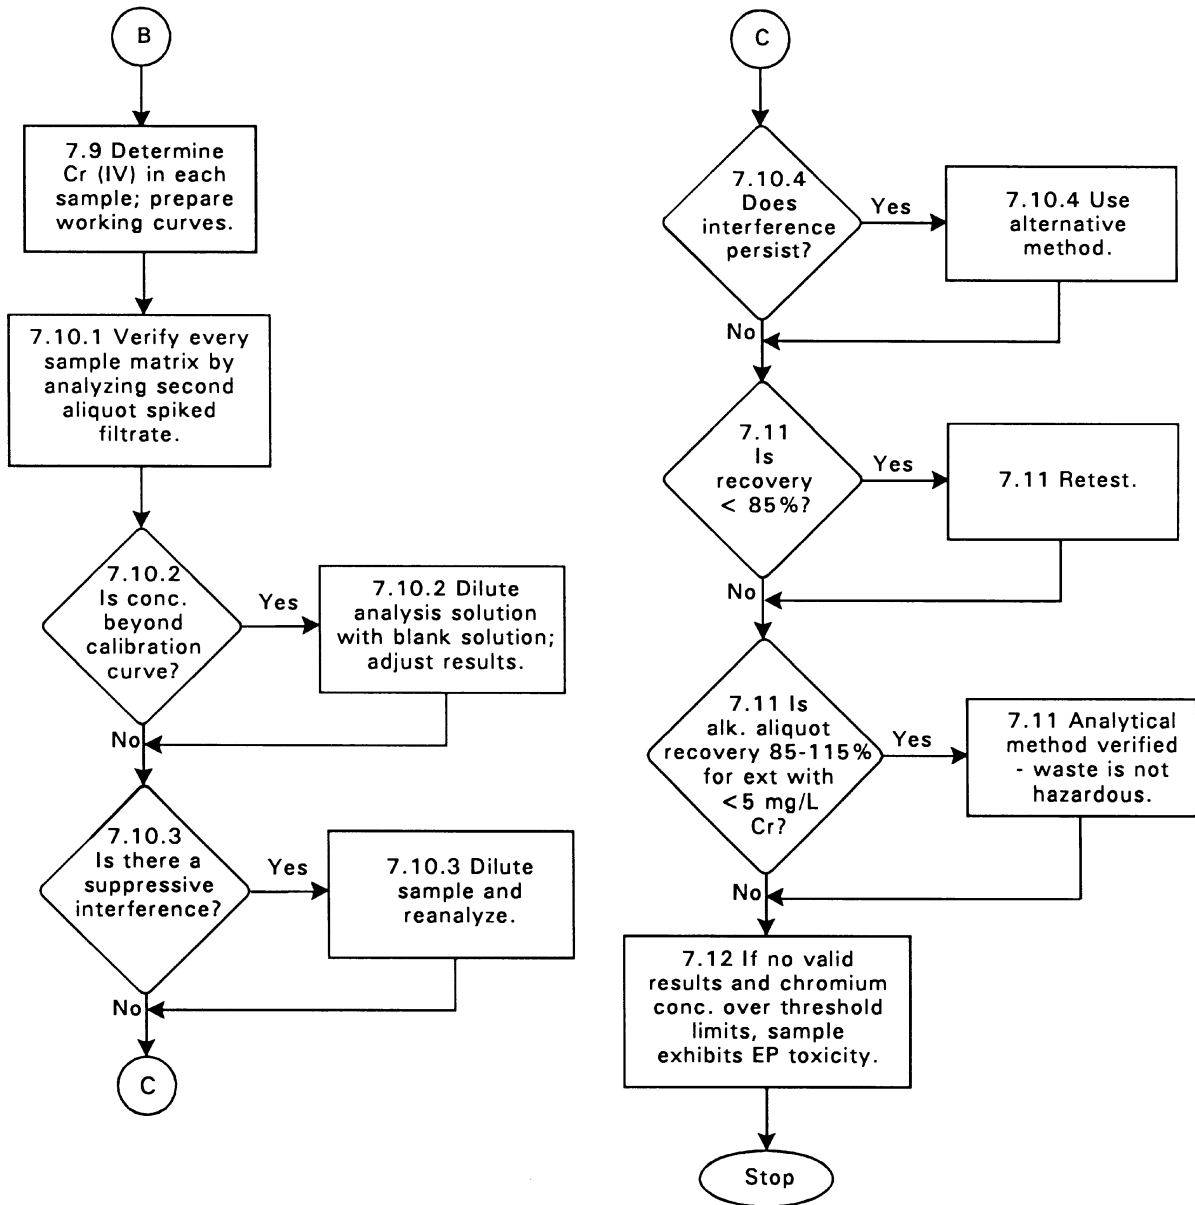 B
7.9 Determine
Cr (IV) in each
sample; prepare
working curves.
7.10.1 Verify every
sample matrix by
analyzing second
aliquot spiked
filtrate.
7.10.2
Is conc.
beyond
calibration
curve?
Yes
7.10.2 Dilute
analysis solution
with blank solution;
adjust results.
No
7.10.3
Is there a
suppressive
interference?
Yes
7.10.3 Dilute
sample and
reanalyze.
No
C
C
7.10.4
Does
interference
persist?
Yes
7.10.4 Use
alternative
method.
No
7.11
Is
recovery
< 85%?
Yes
7.11 Retest.
No
7.11 Is
alk. aliquot
recovery 85-115%
for ext with
<5 mg/L
Cr?
Yes
7.11 Analytical
method verified
- waste is not
hazardous.
No
7.12 If no valid
results and chromium
conc. over threshold
limits, sample
exhibits EP toxicity.
Stop